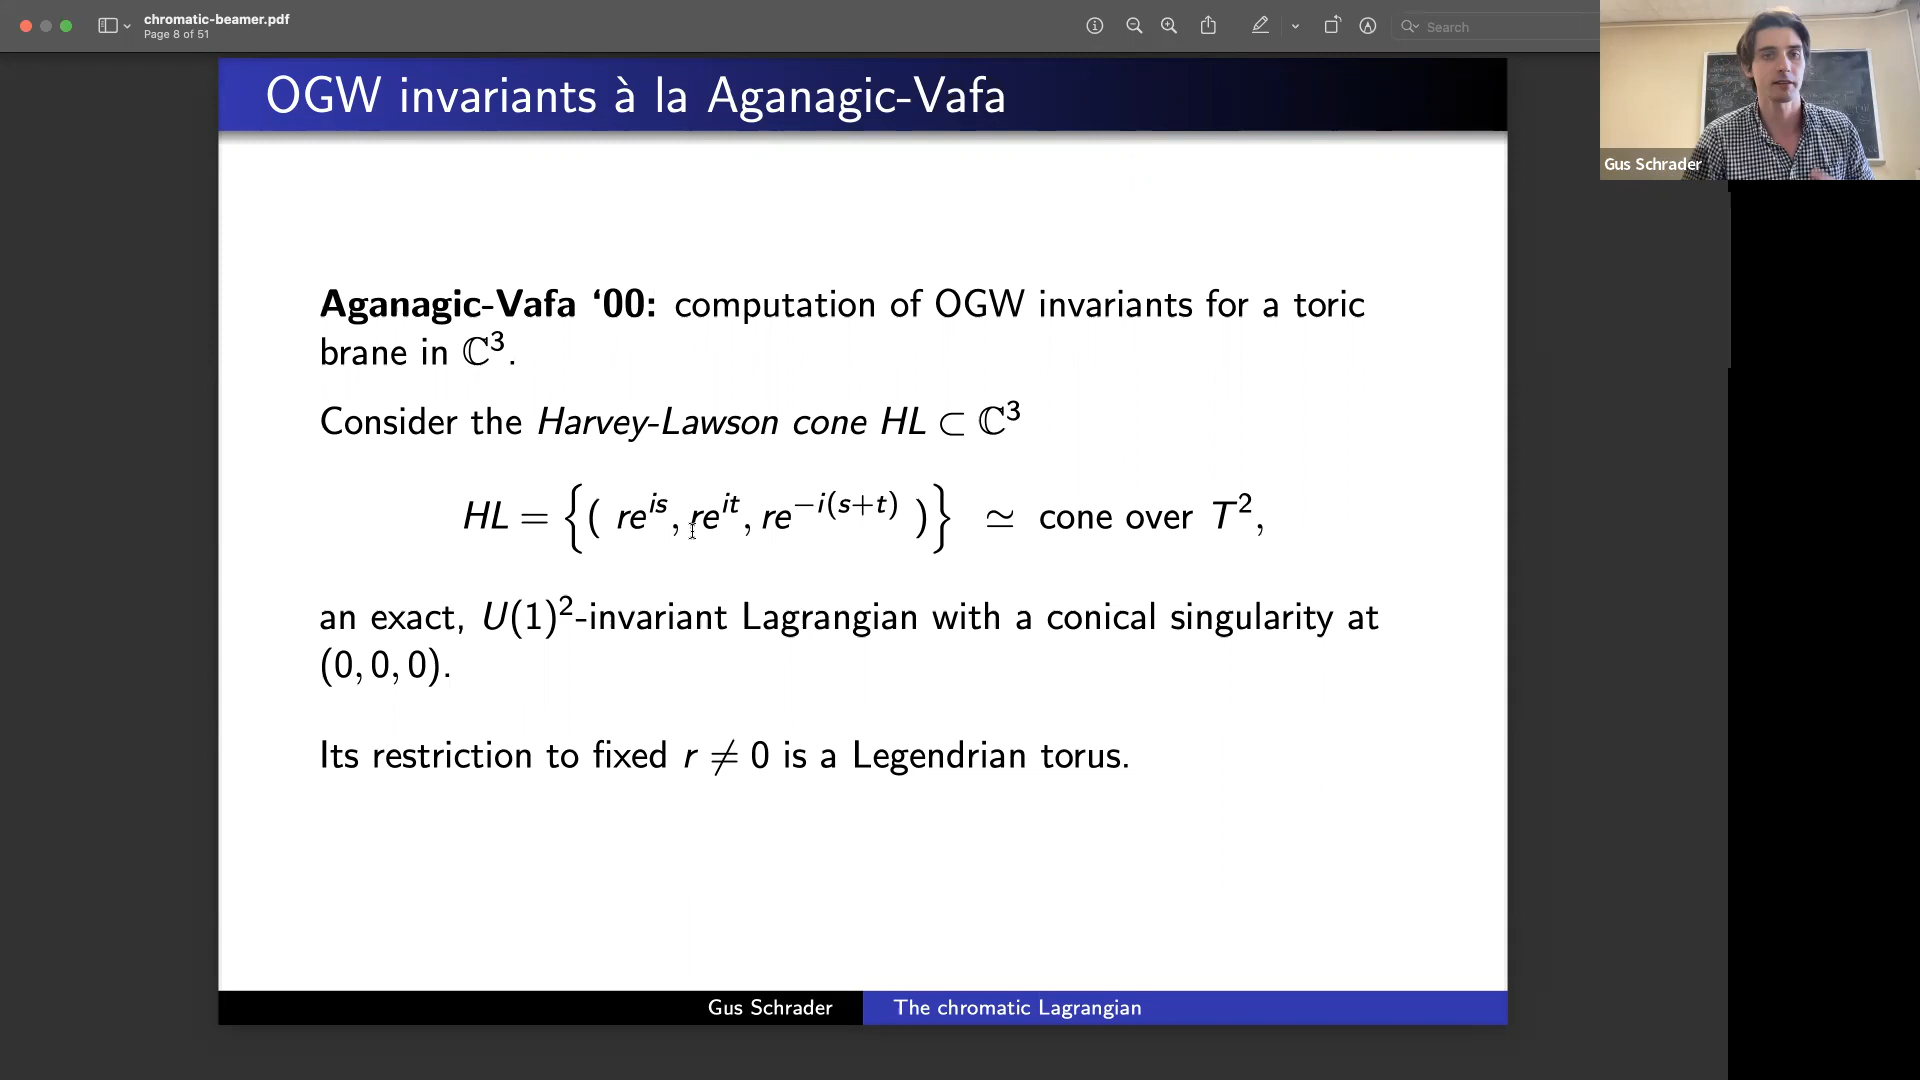 chromatic-beamer.pdf
Page 8 of 51
Search
Gus Schrader
OGW invariants à la Aganagic-Vafa
Aganagic-Vafa ‘00: computation of OGW invariants for a toric
brane in ℂ³.
Consider the Harvey-Lawson cone HL ⊂ ℂ³
HL = {( re^{is}, re^{it}, re^{−i(s+t)} )} ≃ cone over T²,
an exact, U(1)²-invariant Lagrangian with a conical singularity at
(0, 0, 0).
Its restriction to fixed r ≠ 0 is a Legendrian torus.
Gus Schrader The chromatic Lagrangian